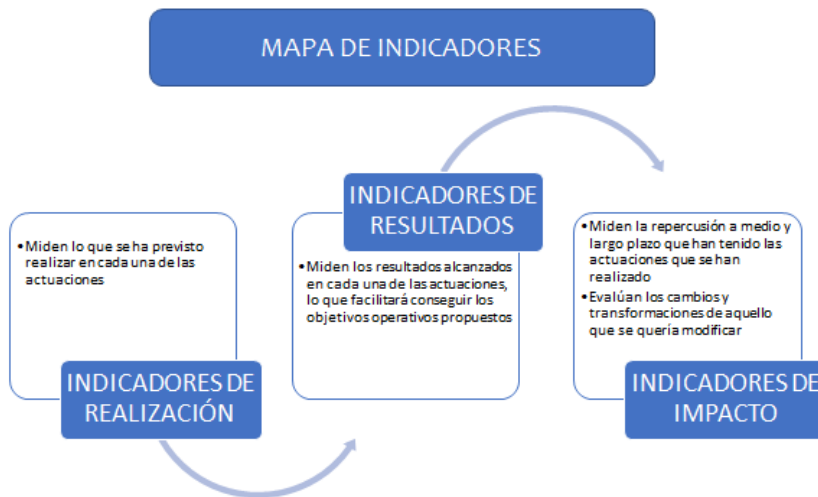 MAPA DE INDICADORES
•Miden lo que se ha previsto
realizar en cada una de las
actuaciones
INDICADORES DE
REALIZACIÓN
INDICADORES DE
RESULTADOS
•Miden los resultados alcanzados
en cada una de las actuaciones,
lo que facilitará conseguir los
objetivos operativos propuestos
•Miden la repercusión a medio y
largo plazo que han tenido las
actuaciones que se han
realizado
•Evalúan los cambios y
transformaciones de aquello
que se quería modificar
INDICADORES DE
IMPACTO